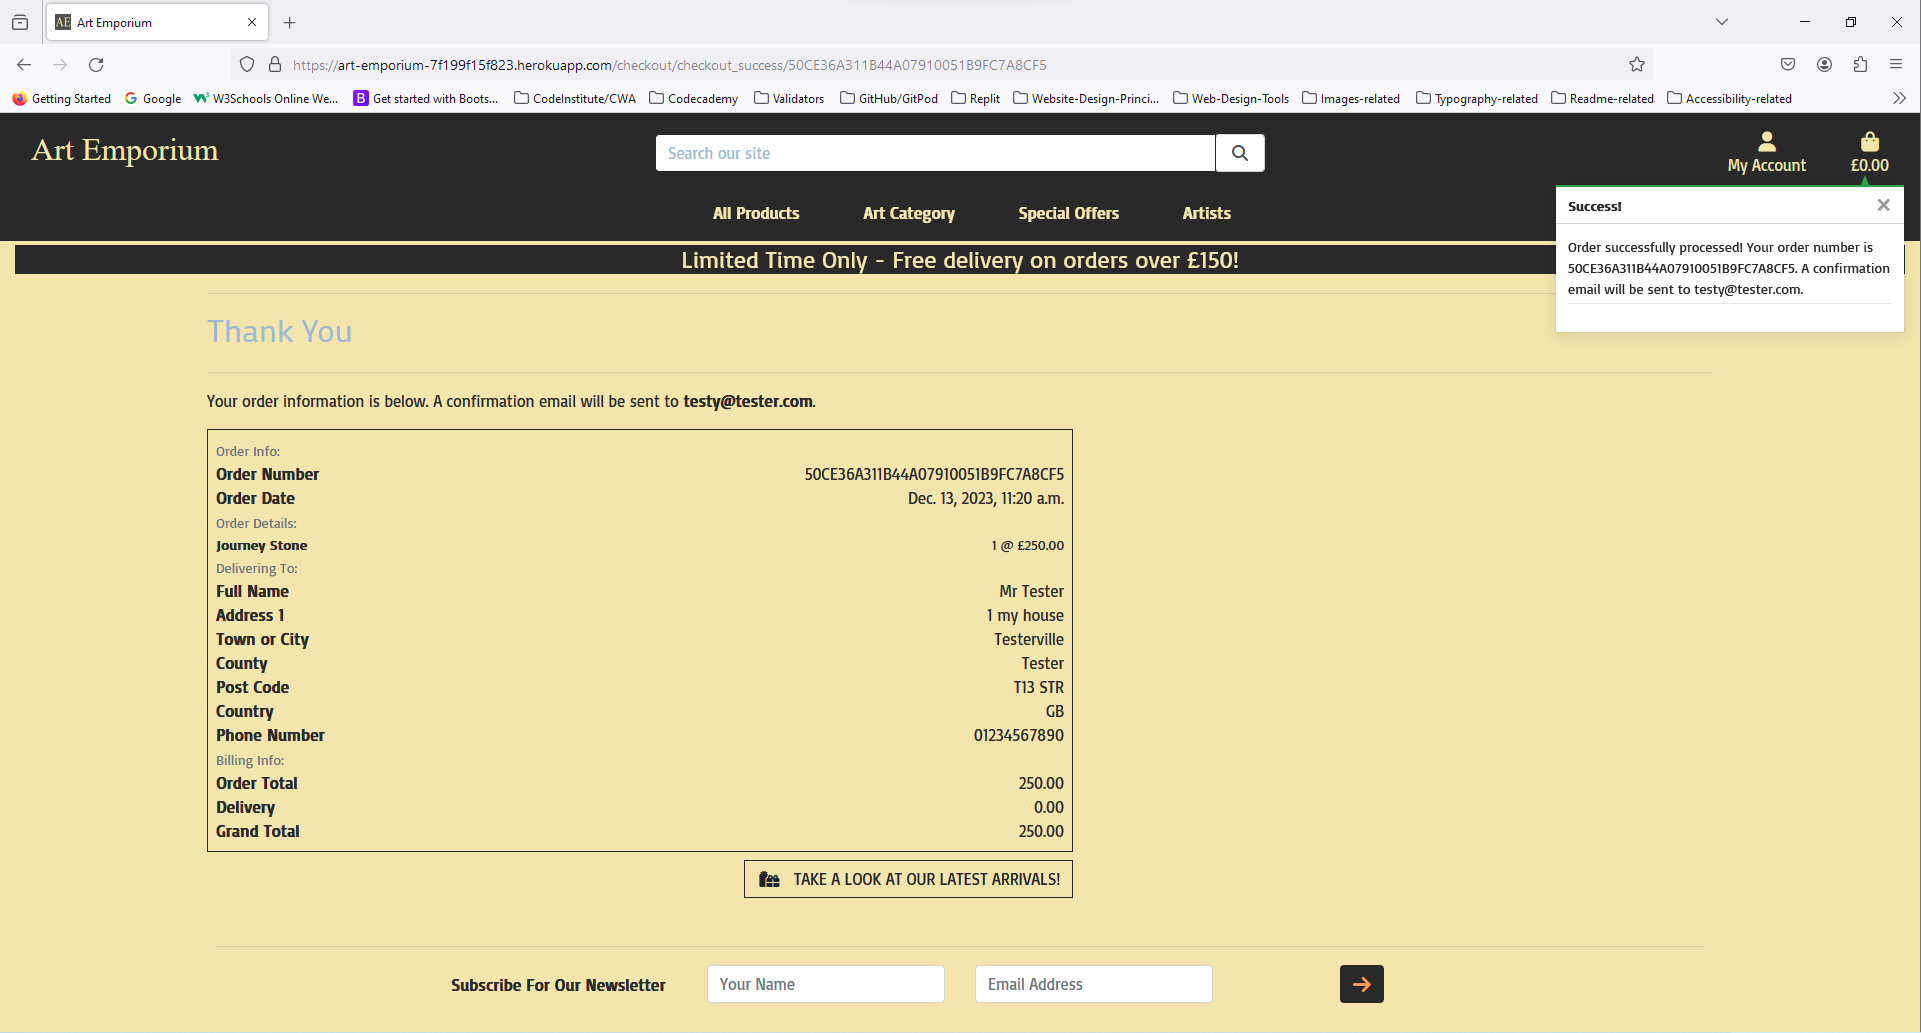 Art Emporium
https://art-emporium-7f199f15f823.herokuapp.com/checkout/checkout_success/50CE36A311B44A07910051B9FC7A8CF5
Getting Started Google W3Schools Online We... Get started with Boots... CodeInstitute/CWA Codecademy Validators GitHub/GitPod Replit Website-Design-Princi... Web-Design-Tools Images-related Typography-related Readme-related Accessibility-related
Art Emporium
Search our site
My Account £0.00
All Products Art Category Special Offers Artists
Success!
Order successfully processed! Your order number is
50CE36A311B44A07910051B9FC7A8CF5. A confirmation
email will be sent to testy@tester.com.
Limited Time Only - Free delivery on orders over £150!
Thank You
Your order information is below. A confirmation email will be sent to testy@tester.com.
Order Info:
Order Number 50CE36A311B44A07910051B9FC7A8CF5
Order Date Dec. 13, 2023, 11:20 a.m.
Order Details:
Journey Stone 1 @ £250.00
Delivering To:
Full Name Mr Tester
Address 1 1 my house
Town or City Testerville
County Tester
Post Code T13 STR
Country GB
Phone Number 01234567890
Billing Info:
Order Total 250.00
Delivery 0.00
Grand Total 250.00
TAKE A LOOK AT OUR LATEST ARRIVALS!
Subscribe For Our Newsletter Your Name Email Address